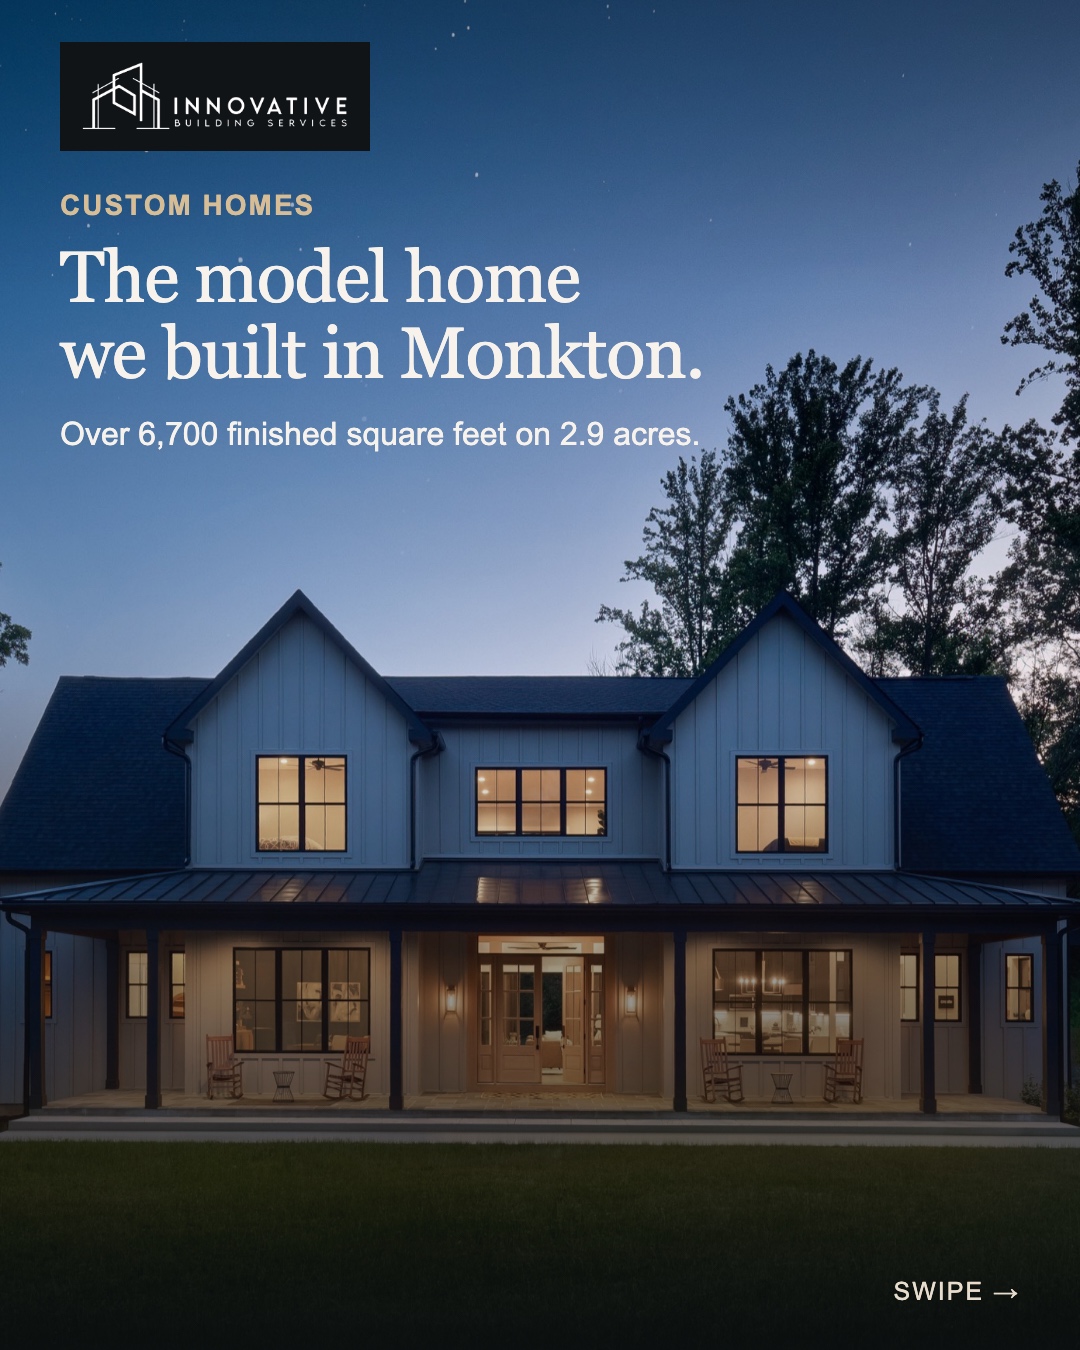 INNOVATIVE
BUILDING SERVICES
CUSTOM HOMES
The model home
we built in Monkton.
Over 6,700 finished square feet on 2.9 acres.
SWIPE →